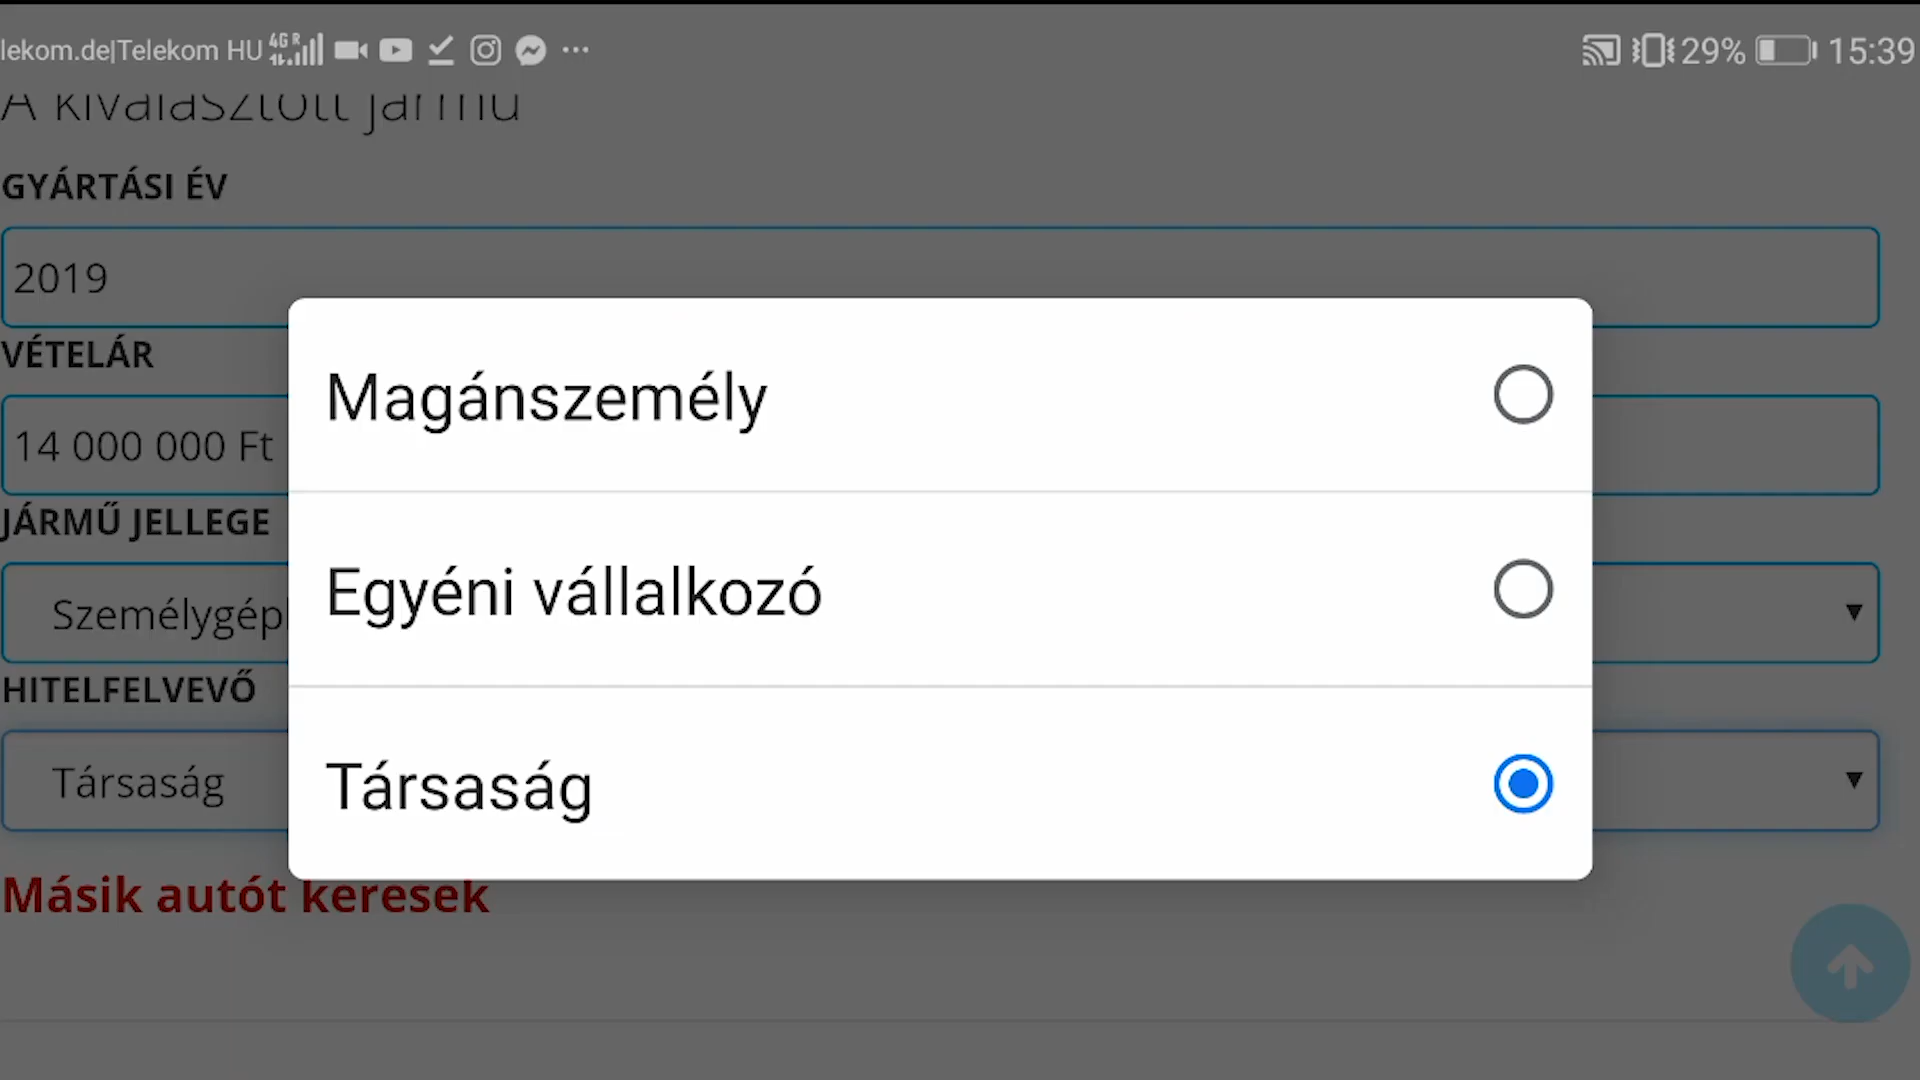 lekom.de|Telekom HU 4G R 29% 15:39
A kiválasztott jármű
GYÁRTÁSI ÉV
2019
VÉTELÁR
14 000 000 Ft
JÁRMŰ JELLEGE
Személygép
HITELFELVEVŐ
Társaság
Magánszemély
Egyéni vállalkozó
Társaság
Másik autót keresek